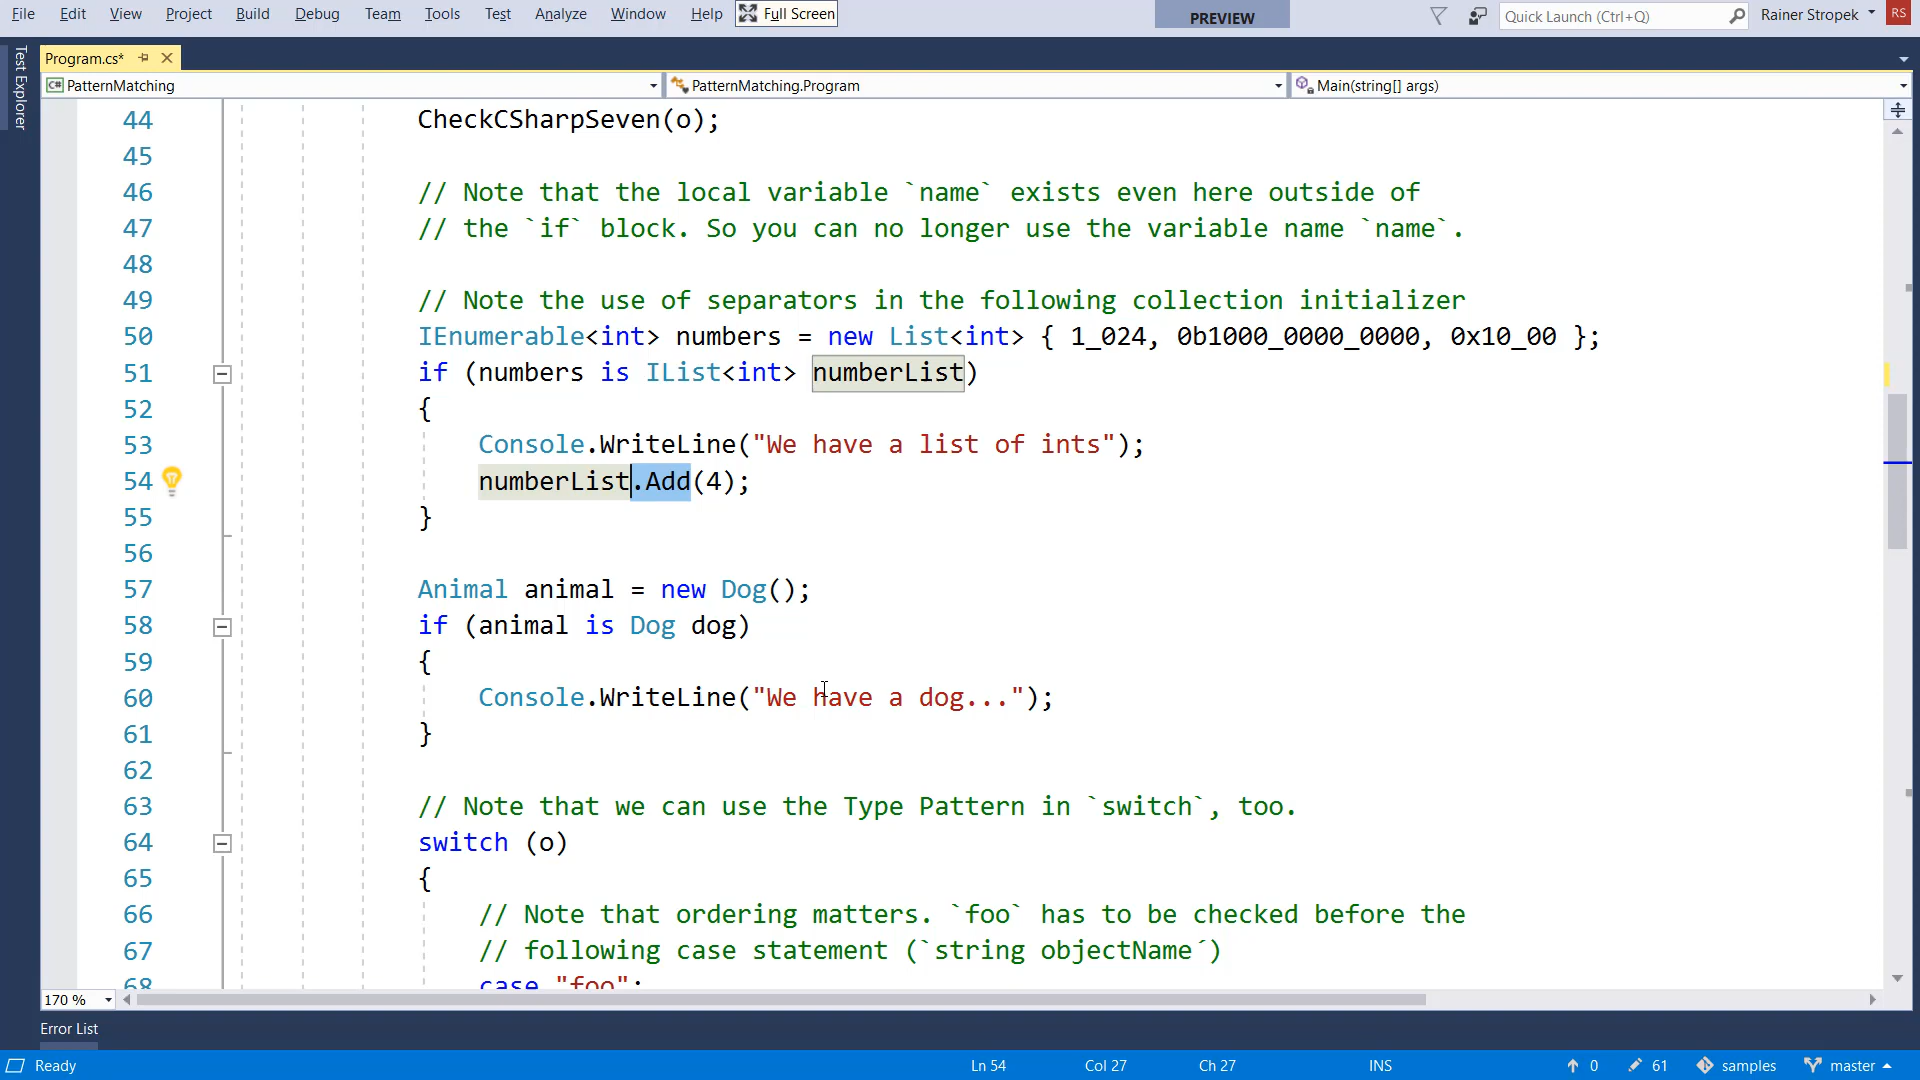 File Edit View Project Build Debug Team Tools Test Analyze Window Help Full Screen PREVIEW Quick Launch (Ctrl+Q) Rainer Stropek RS
Test Explorer
Program.cs*
C# PatternMatching PatternMatching.Program Main(string[] args)
44 CheckCSharpSeven(o);
45
46 // Note that the local variable `name` exists even here outside of
47 // the `if` block. So you can no longer use the variable name `name`.
48
49 // Note the use of separators in the following collection initializer
50 IEnumerable<int> numbers = new List<int> { 1_024, 0b1000_0000_0000, 0x10_00 };
51 if (numbers is IList<int> numberList)
52 {
53 Console.WriteLine("We have a list of ints");
54 numberList.Add(4);
55 }
56
57 Animal animal = new Dog();
58 if (animal is Dog dog)
59 {
60 Console.WriteLine("We have a dog...");
61 }
62
63 // Note that we can use the Type Pattern in `switch`, too.
64 switch (o)
65 {
66 // Note that ordering matters. `foo` has to be checked before the
67 // following case statement (`string objectName´)
68 case "foo":
170 %
Error List
Ready Ln 54 Col 27 Ch 27 INS 0 61 samples master